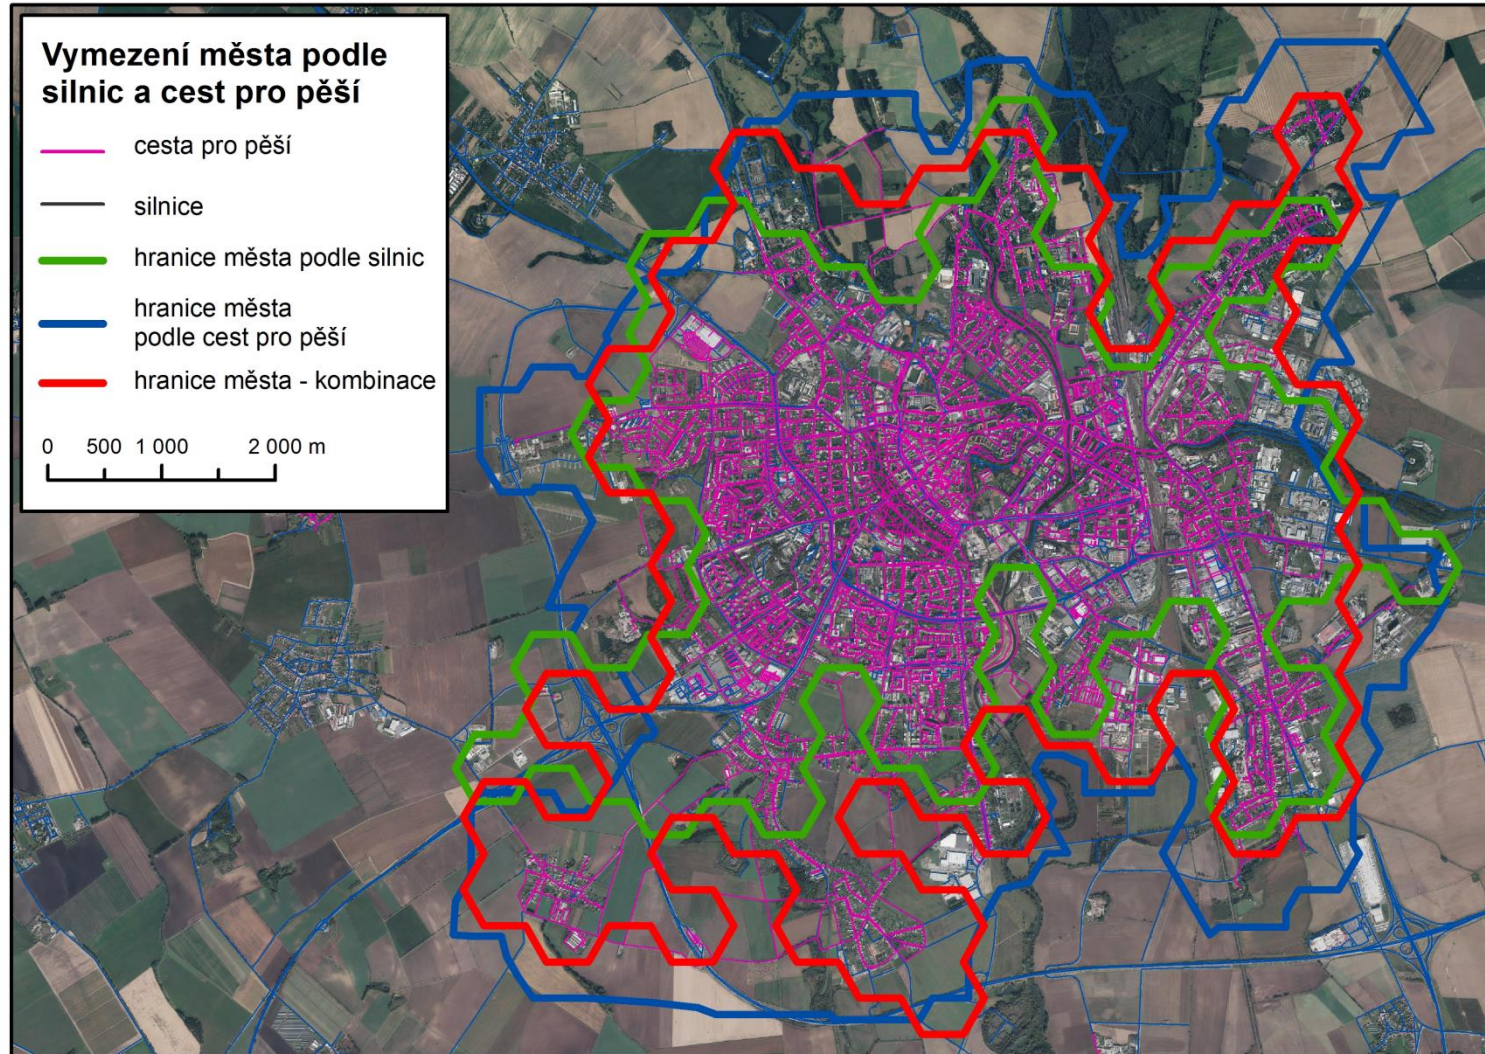 Vymezení města podle
silnic a cest pro pěší
cesta pro pěší
silnice
hranice města podle silnic
hranice města
podle cest pro pěší
hranice města - kombinace
0 500 1 000 2 000 m